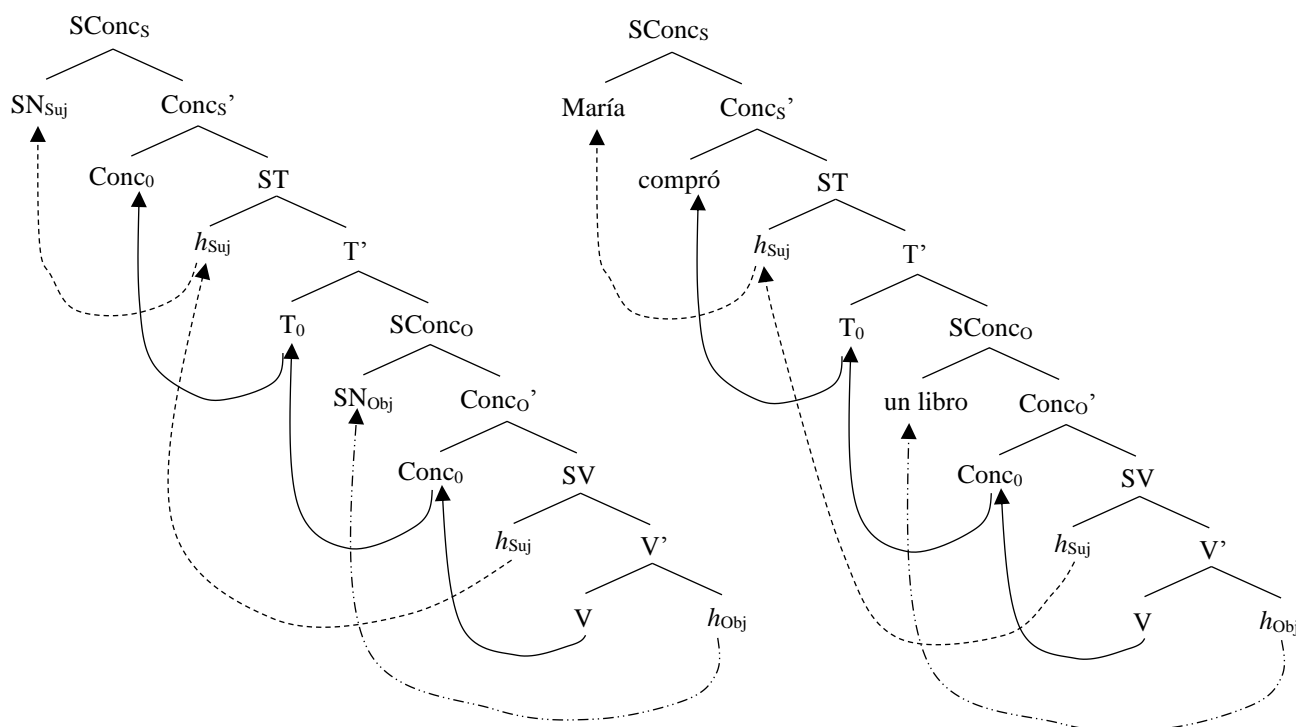 SConcS SConcS
SNSuj ConcS’ María ConcS’
Conc0 ST compró ST
hSuj T’ hSuj T’
T0 SConcO T0 SConcO
SNObj ConcO’ un libro ConcO’
Conc0 SV Conc0 SV
hSuj V’ hSuj V’
V hObj V hObj